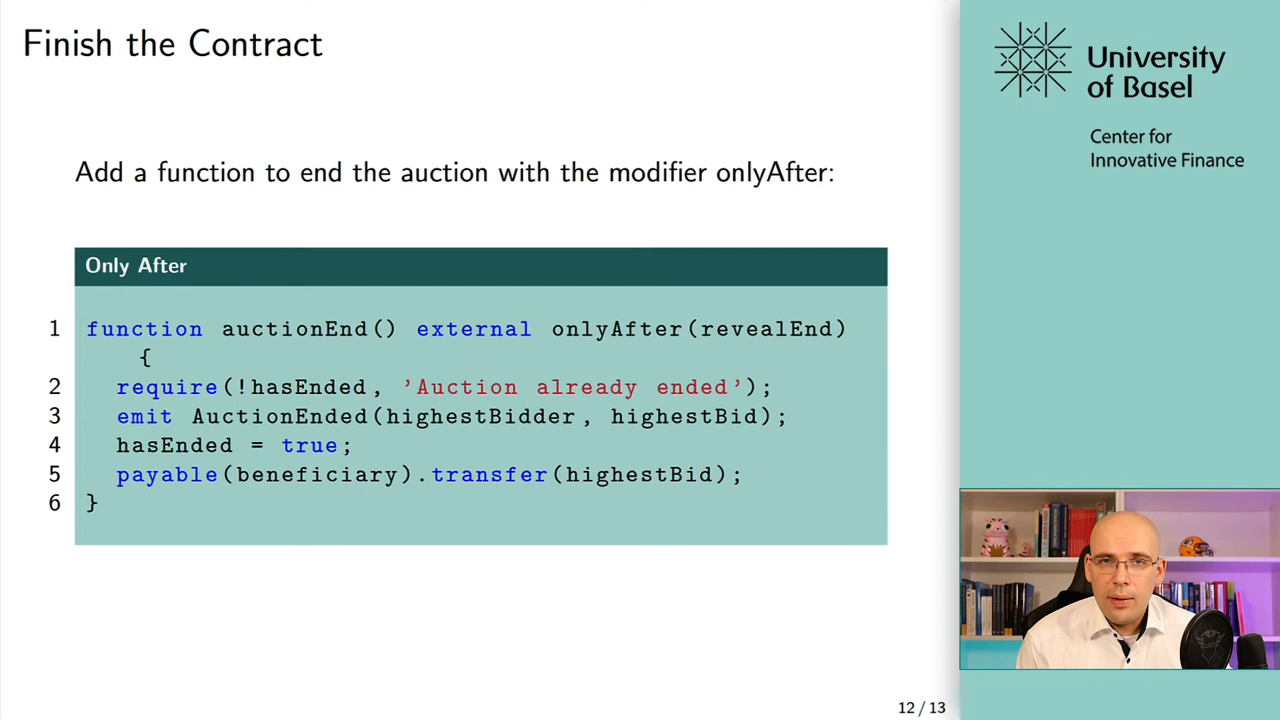 Finish the Contract
University
of Basel
Center for
Innovative Finance
Add a function to end the auction with the modifier onlyAfter:
Only After
1 function auctionEnd() external onlyAfter(revealEnd)
{
2 require(!hasEnded, 'Auction already ended');
3 emit AuctionEnded(highestBidder, highestBid);
4 hasEnded = true;
5 payable(beneficiary).transfer(highestBid);
6 }
12 / 13